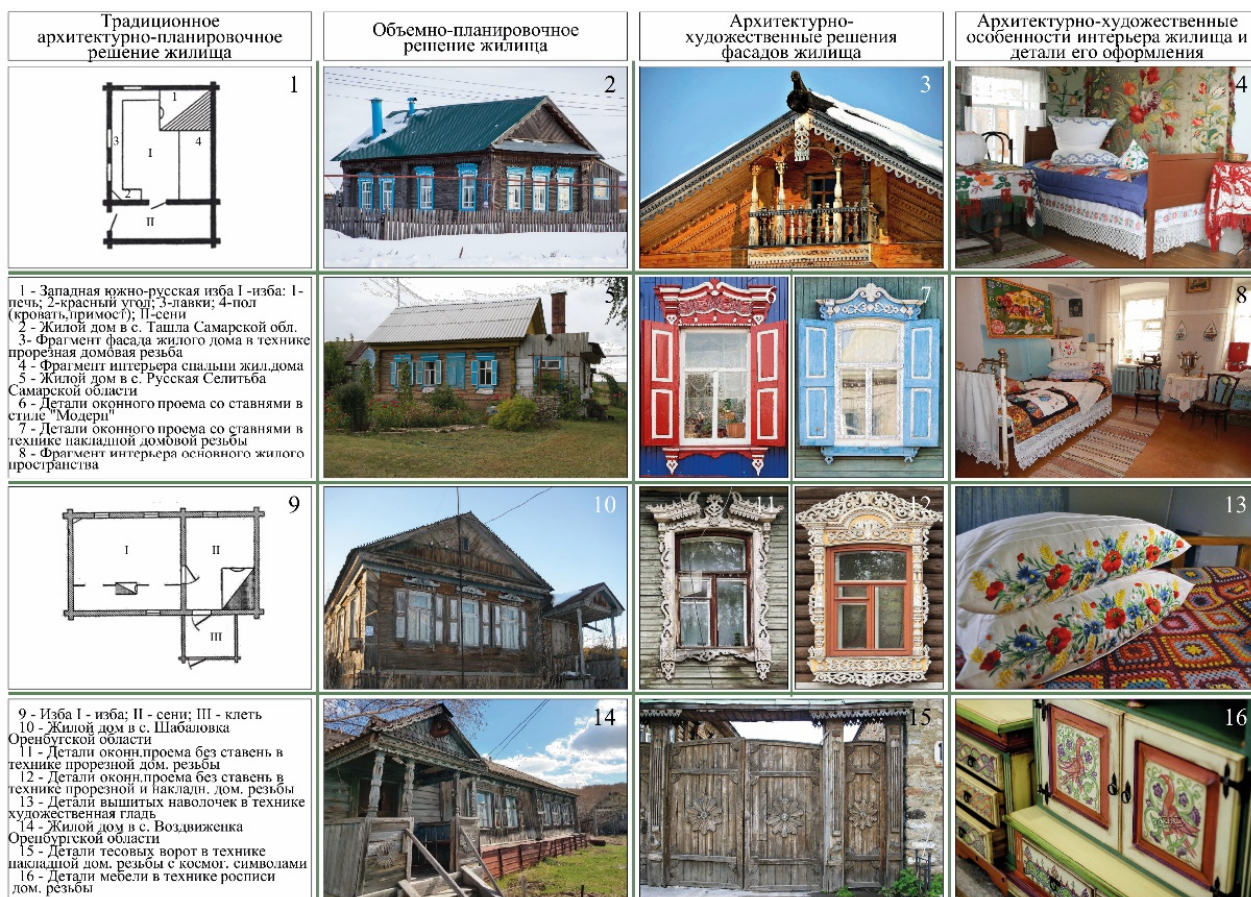 Традиционное
архитектурно-планировочное
решение жилища
Объемно-планировочное
решение жилища
Архитектурно-
художественные решения
фасадов жилища
Архитектурно-художественные
особенности интерьера жилища и
детали его оформления
1
1
3
I
4
2
II
2
3
4
1 - Западная южно-русская изба I -изба: 1-
печь; 2-красный угол; 3-лавки; 4-пол
(кровать,примост); II-сени
2 - Жилой дом в с. Ташла Самарской обл.
3- Фрагмент фасада жилого дома в технике
прорезная домовая резьба
4 - Фрагмент интерьера спальни жил.дома
5 - Жилой дом в с. Русская Селитьба
Самарской области
6 - Детали оконного проема со ставнями в
стиле "Модерн"
7 - Детали оконного проема со ставнями в
технике накладной домовой резьбы
8 - Фрагмент интерьера основного жилого
пространства
5
6
7
8
9
I
II
III
10
11
12
13
9 - Изба I - изба; II - сени; III - клеть
10 - Жилой дом в с. Шабаловка
Оренбугской области
11 - Детали оконн.проема без ставень в
технике прорезной дом. резьбы
12 - Детали оконн.проема без ставень в
технике прорезной и накладн. дом. резьбы
13 - Детали вышитых наволочек в технике
художественная гладь
14 - Жилой дом в с. Воздвиженка
Оренбургской области
15 - Детали тесовых ворот в технике
накладной дом. резьбы с космог. символами
16 - Детали мебели в технике росписи
дом. резьбы
14
15
16